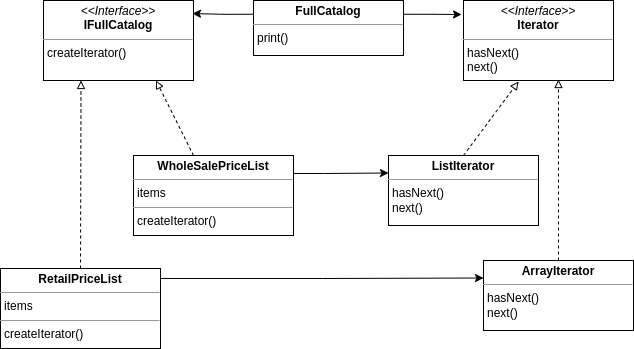 <<Interface>>
IFullCatalog
createIterator()
FullCatalog
print()
<<Interface>>
Iterator
hasNext()
next()
WholeSalePriceList
items
createIterator()
ListIterator
hasNext()
next()
RetailPriceList
items
createIterator()
ArrayIterator
hasNext()
next()